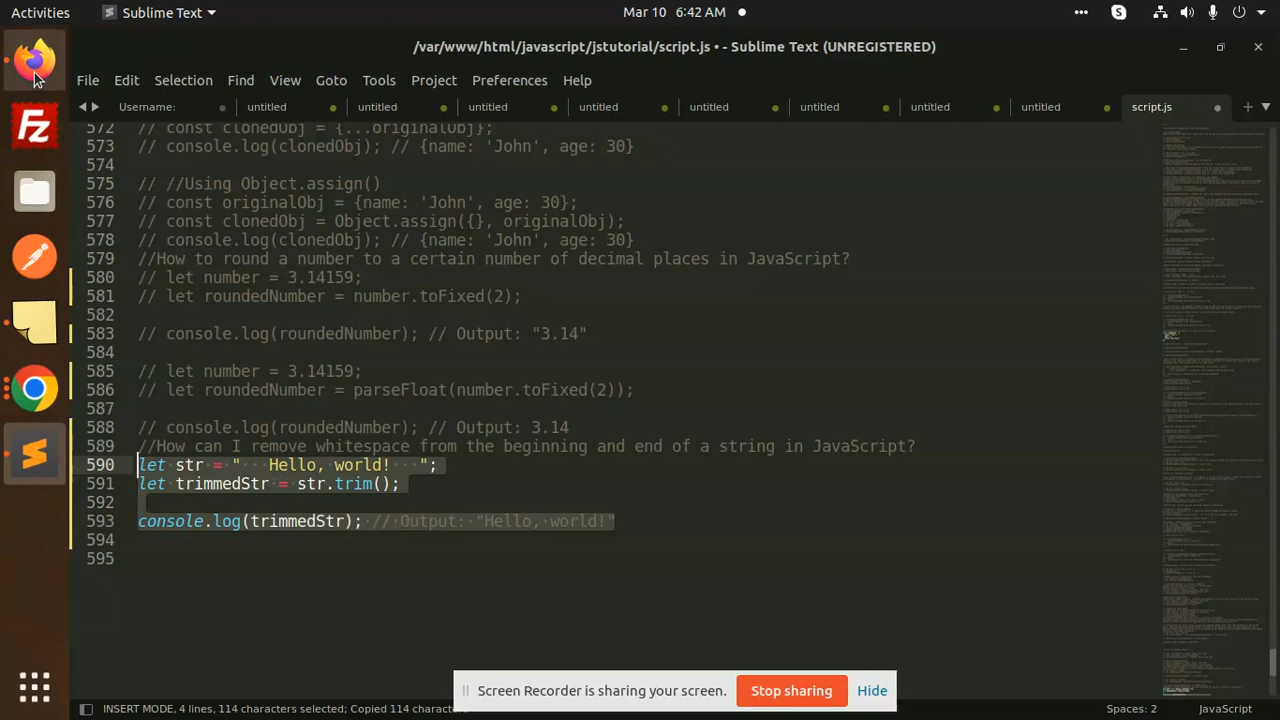 Activities Sublime Text Mar 10 6:42 AM
/var/www/html/javascript/jstutorial/script.js • - Sublime Text (UNREGISTERED)
File Edit Selection Find View Goto Tools Project Preferences Help
Username: untitled untitled untitled untitled untitled untitled untitled untitled script.js
572 // const clonedObj = {...originalObj};
573 // console.log(clonedObj); // {name: 'John', age: 30}
574
575 // //Using Object.assign()
576 // const originalObj = {name: 'John', age: 30};
577 // const clonedObj = Object.assign({}, originalObj);
578 // console.log(clonedObj); // {name: 'John', age: 30}
579 //How to round a number to a certain number of decimal places in JavaScript?
580 // let number = 3.14159;
581 // let roundedNumber = number.toFixed(2);
582
583 // console.log(roundedNumber); // Output: "3.14"
584
585 // let number = 3.14159;
586 // let roundedNumber = parseFloat(number.toFixed(2));
587
588 // console.log(roundedNumber); // Output: 3.14
589 //How can I remove whitespace from the beginning and end of a string in JavaScript?
590 let str = "   Hello, world!   ";
591 let trimmedStr = str.trim();
592
593 console.log(trimmedStr); // Output: "Hello, world!"
594
595
Screen Recorder is sharing your screen. Stop sharing Hide
INSERT MODE, 4 lines, 114 characters Copied 114 characters Spaces: 2 JavaScript